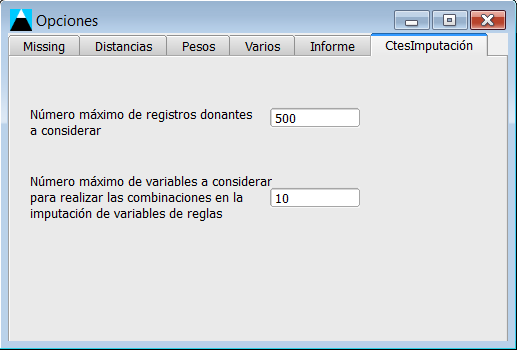 Opciones
Missing Distancias Pesos Varios Informe CtesImputación
Número máximo de registros donantes
a considerar
500
Número máximo de variables a considerar
para realizar las combinaciones en la
imputación de variables de reglas
10